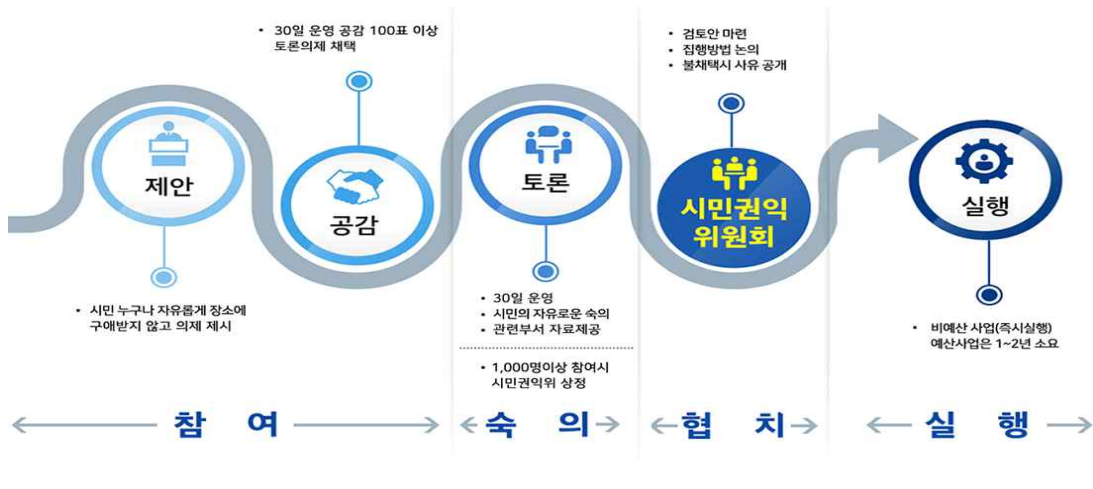 • 30일 운영 공감 100표 이상
토론의제 채택
• 검토안 마련
• 집행방법 논의
• 불채택시 사유 공개
제안
공감
토론
시민권익
위원회
실행
• 시민 누구나 자유롭게 장소에
구애받지 않고 의제 제시
• 30일 운영
• 시민의 자유로운 숙의
• 관련부서 자료제공
• 1,000명이상 참여시
시민권익위 상정
• 비예산 사업(즉시실행)
예산사업은 1~2년 소요
참 여
숙 의
협 치
실 행